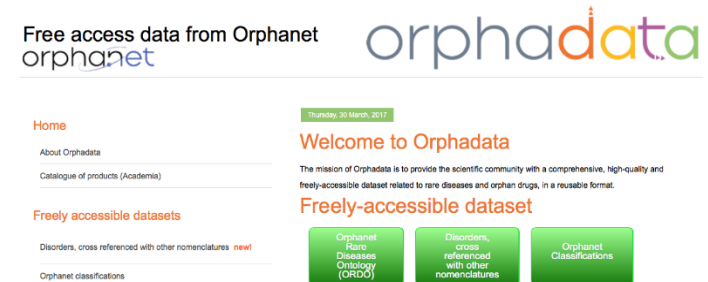 Free access data from Orphanet
orphanet
orphadata
Home
About Orphadata
Catalogue of products (Academia)
Freely accessible datasets
Disorders, cross referenced with other nomenclatures new!
Orphanet classifications
Thursday, 30 March, 2017
Welcome to Orphadata
The mission of Orphadata is to provide the scientific community with a comprehensive, high-quality and
freely-accessible dataset related to rare diseases and orphan drugs, in a reusable format.
Freely-accessible dataset
Orphanet
Rare
Diseases
Ontology
(ORDO)
Disorders,
cross
referenced
with other
nomenclatures
Orphanet
Classifications